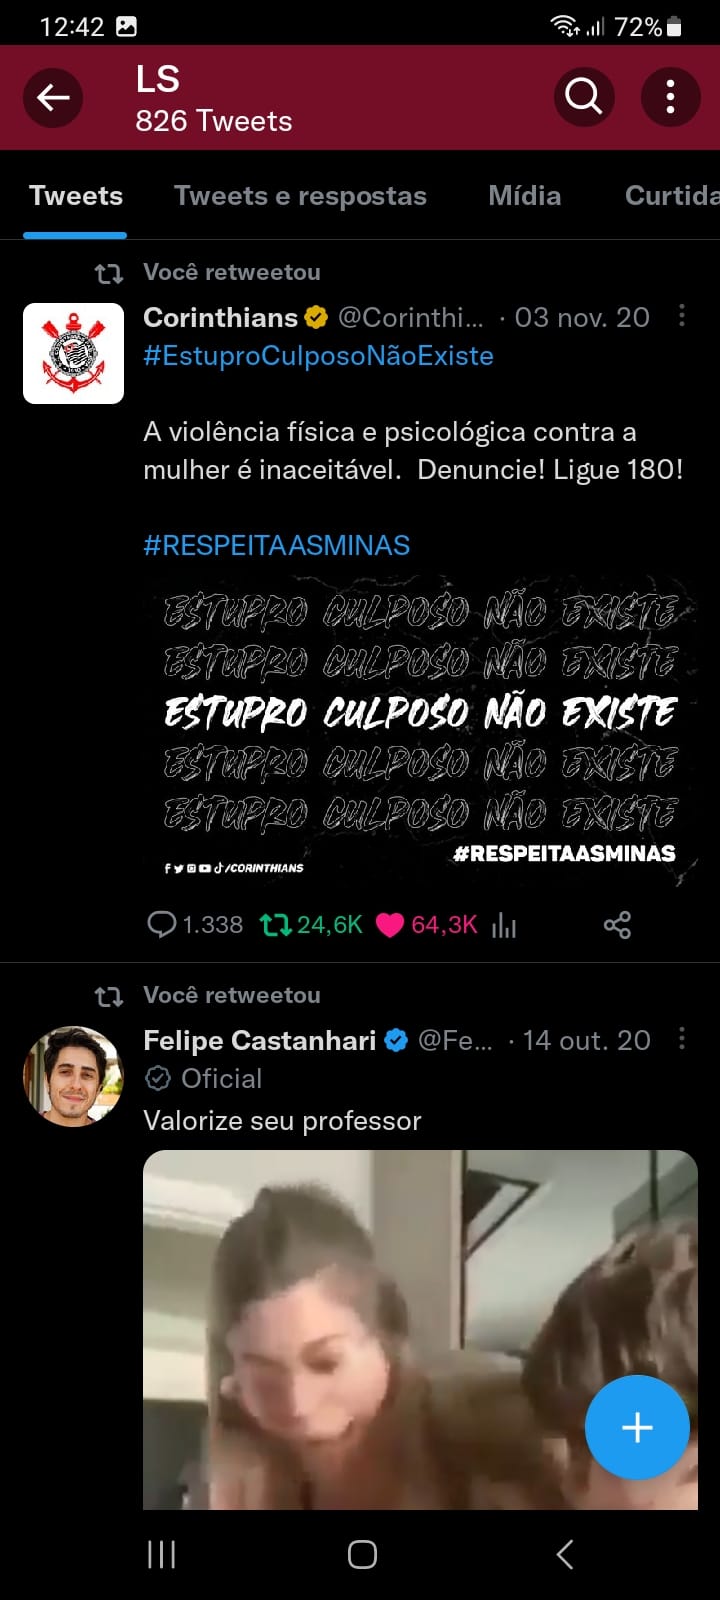 12:42
72%
LS
826 Tweets
Tweets
Tweets e respostas
Mídia
Curtida
Você retweetou
Corinthians @Corinthi... · 03 nov. 20
#EstuproCulposoNãoExiste
A violência física e psicológica contra a
mulher é inaceitável.  Denuncie! Ligue 180!
#RESPEITAASMINAS
ESTUPRO CULPOSO NÃO EXISTE
ESTUPRO CULPOSO NÃO EXISTE
ESTUPRO CULPOSO NÃO EXISTE
ESTUPRO CULPOSO NÃO EXISTE
ESTUPRO CULPOSO NÃO EXISTE
#RESPEITAASMINAS
/CORINTHIANS
1.338 24,6K 64,3K
Você retweetou
Felipe Castanhari @Fe... · 14 out. 20
Oficial
Valorize seu professor